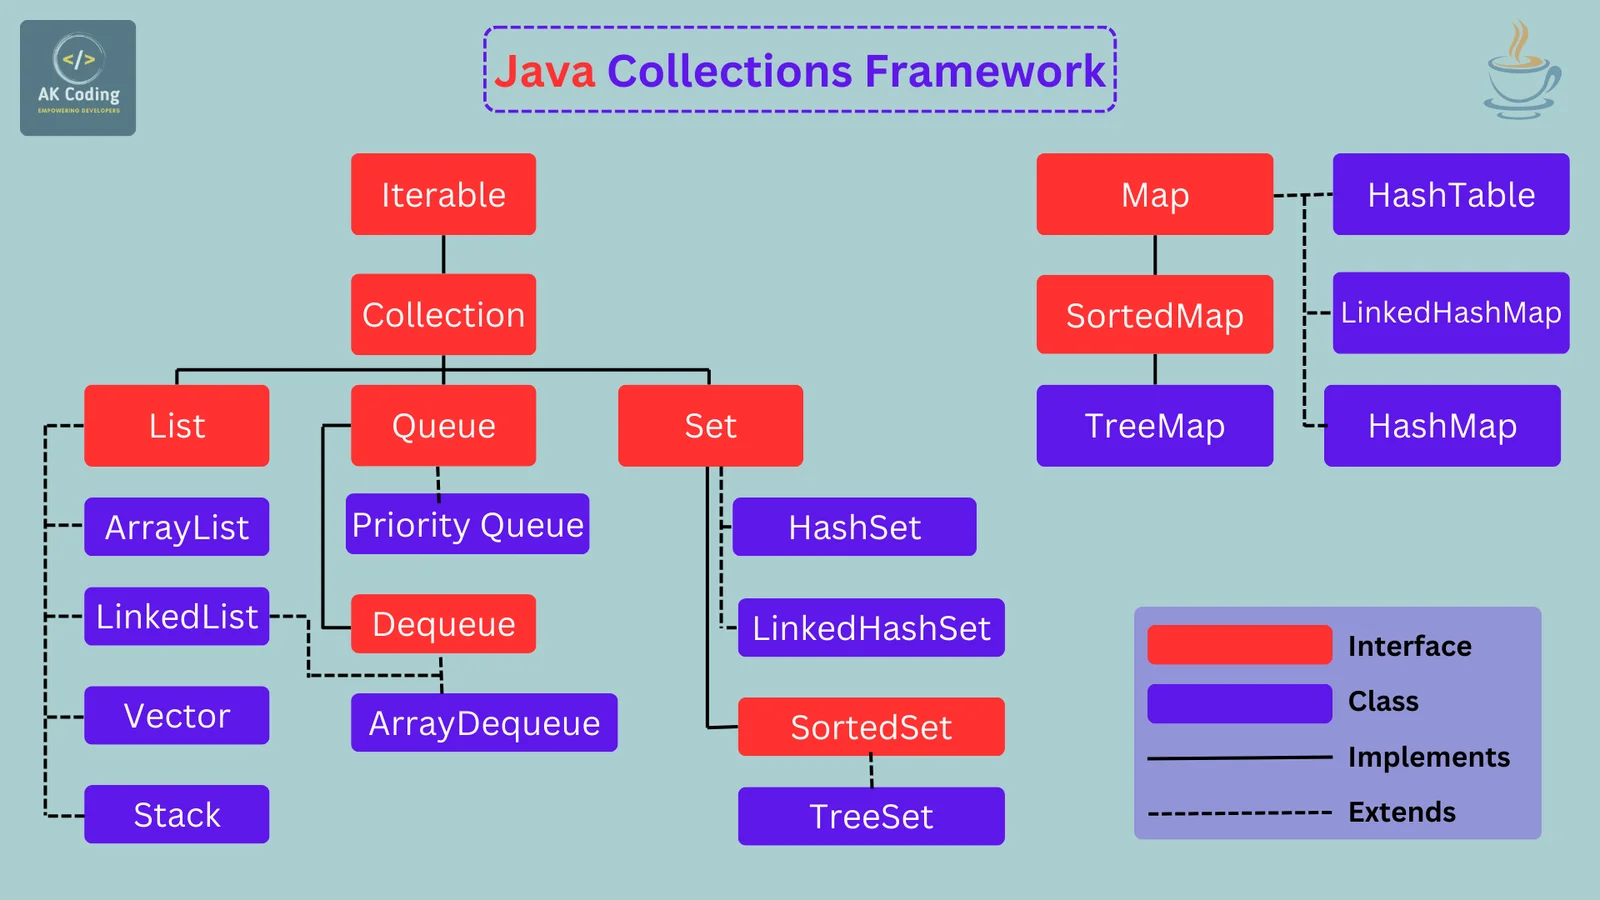 </>
AK Coding
EMPOWERING DEVELOPERS
Java Collections Framework
Iterable
Collection
List
Queue
Set
ArrayList
Priority Queue
HashSet
LinkedList
Dequeue
LinkedHashSet
Vector
ArrayDequeue
SortedSet
Stack
TreeSet
Map
HashTable
SortedMap
LinkedHashMap
TreeMap
HashMap
Interface
Class
Implements
Extends